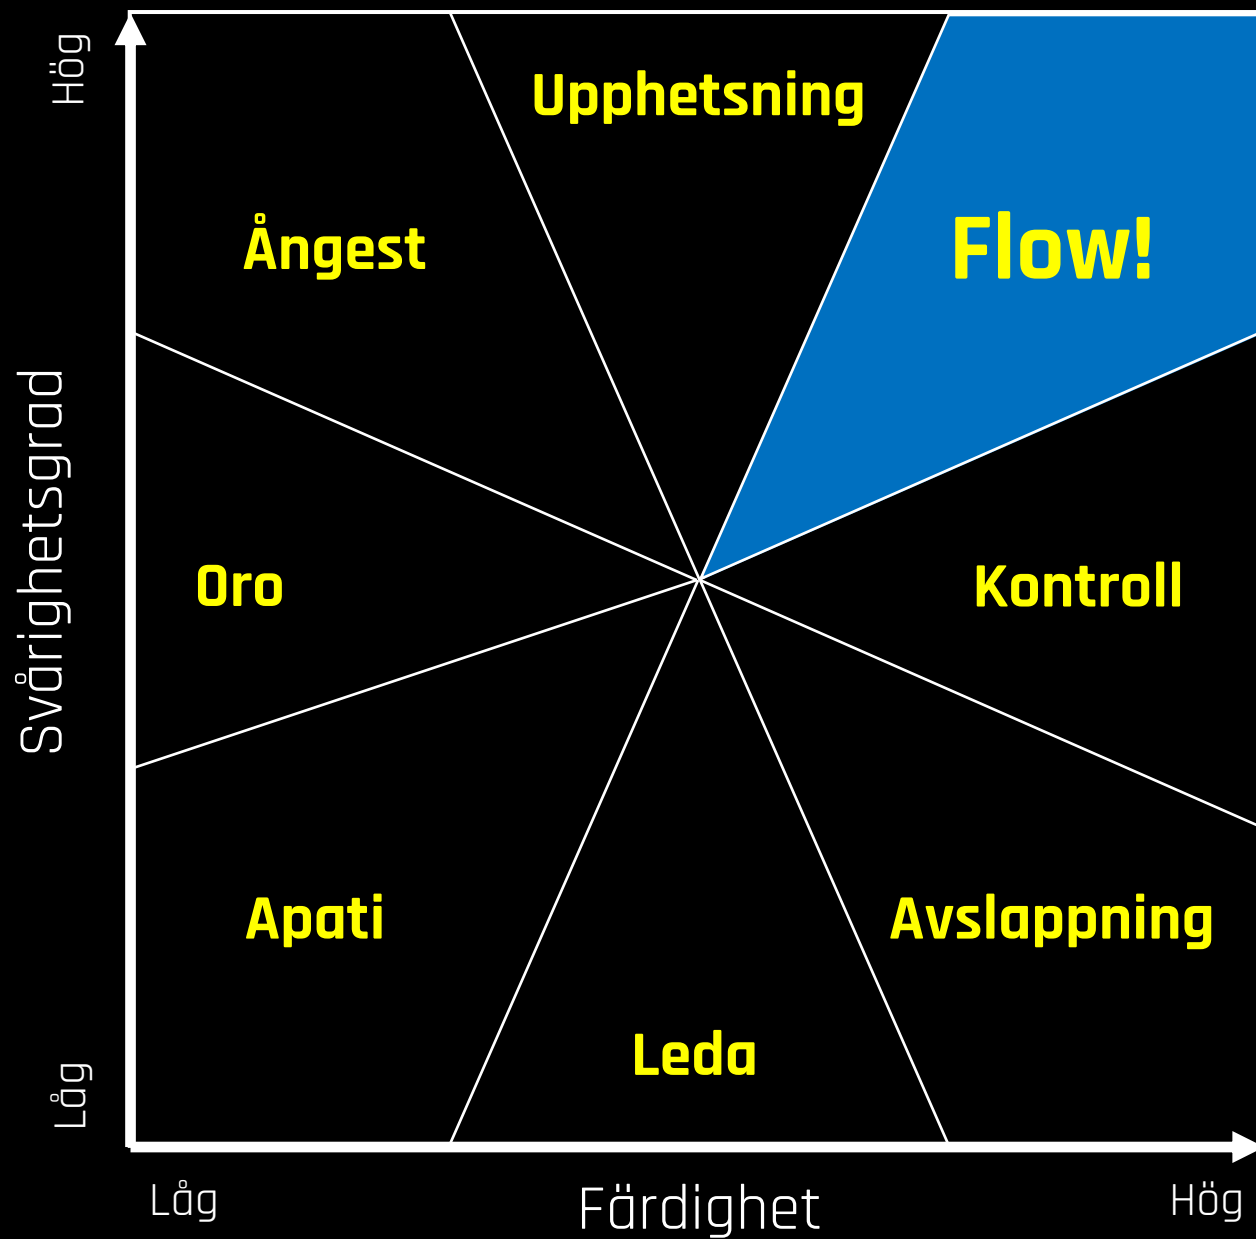 Hög
Upphetsning
Ångest
Flow!
Svårighetsgrad
Oro
Kontroll
Apati
Avslappning
Leda
Låg
Låg
Färdighet
Hög